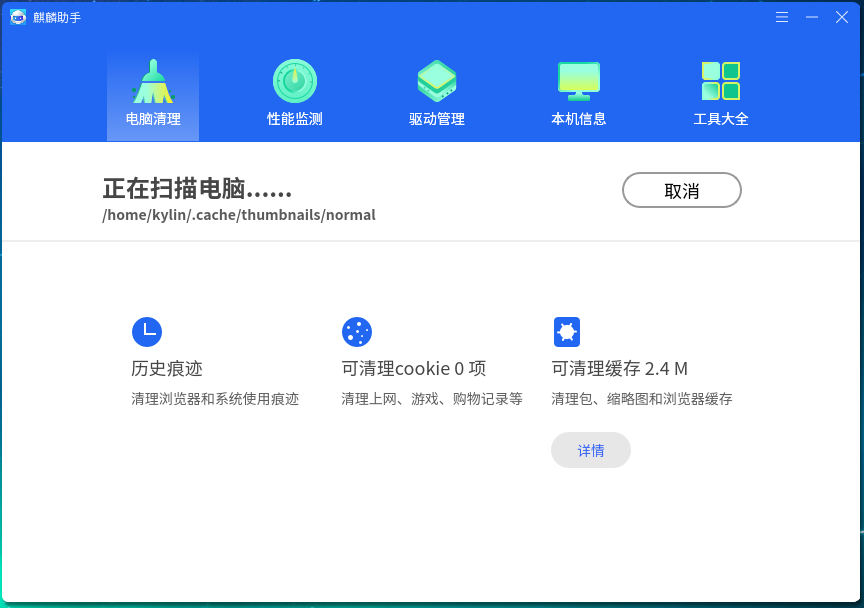 麒麟助手
电脑清理
性能监测
驱动管理
本机信息
工具大全
正在扫描电脑......
取消
/home/kylin/.cache/thumbnails/normal
历史痕迹
可清理cookie 0 项
可清理缓存 2.4 M
清理浏览器和系统使用痕迹
清理上网、游戏、购物记录等
清理包、缩略图和浏览器缓存
详情